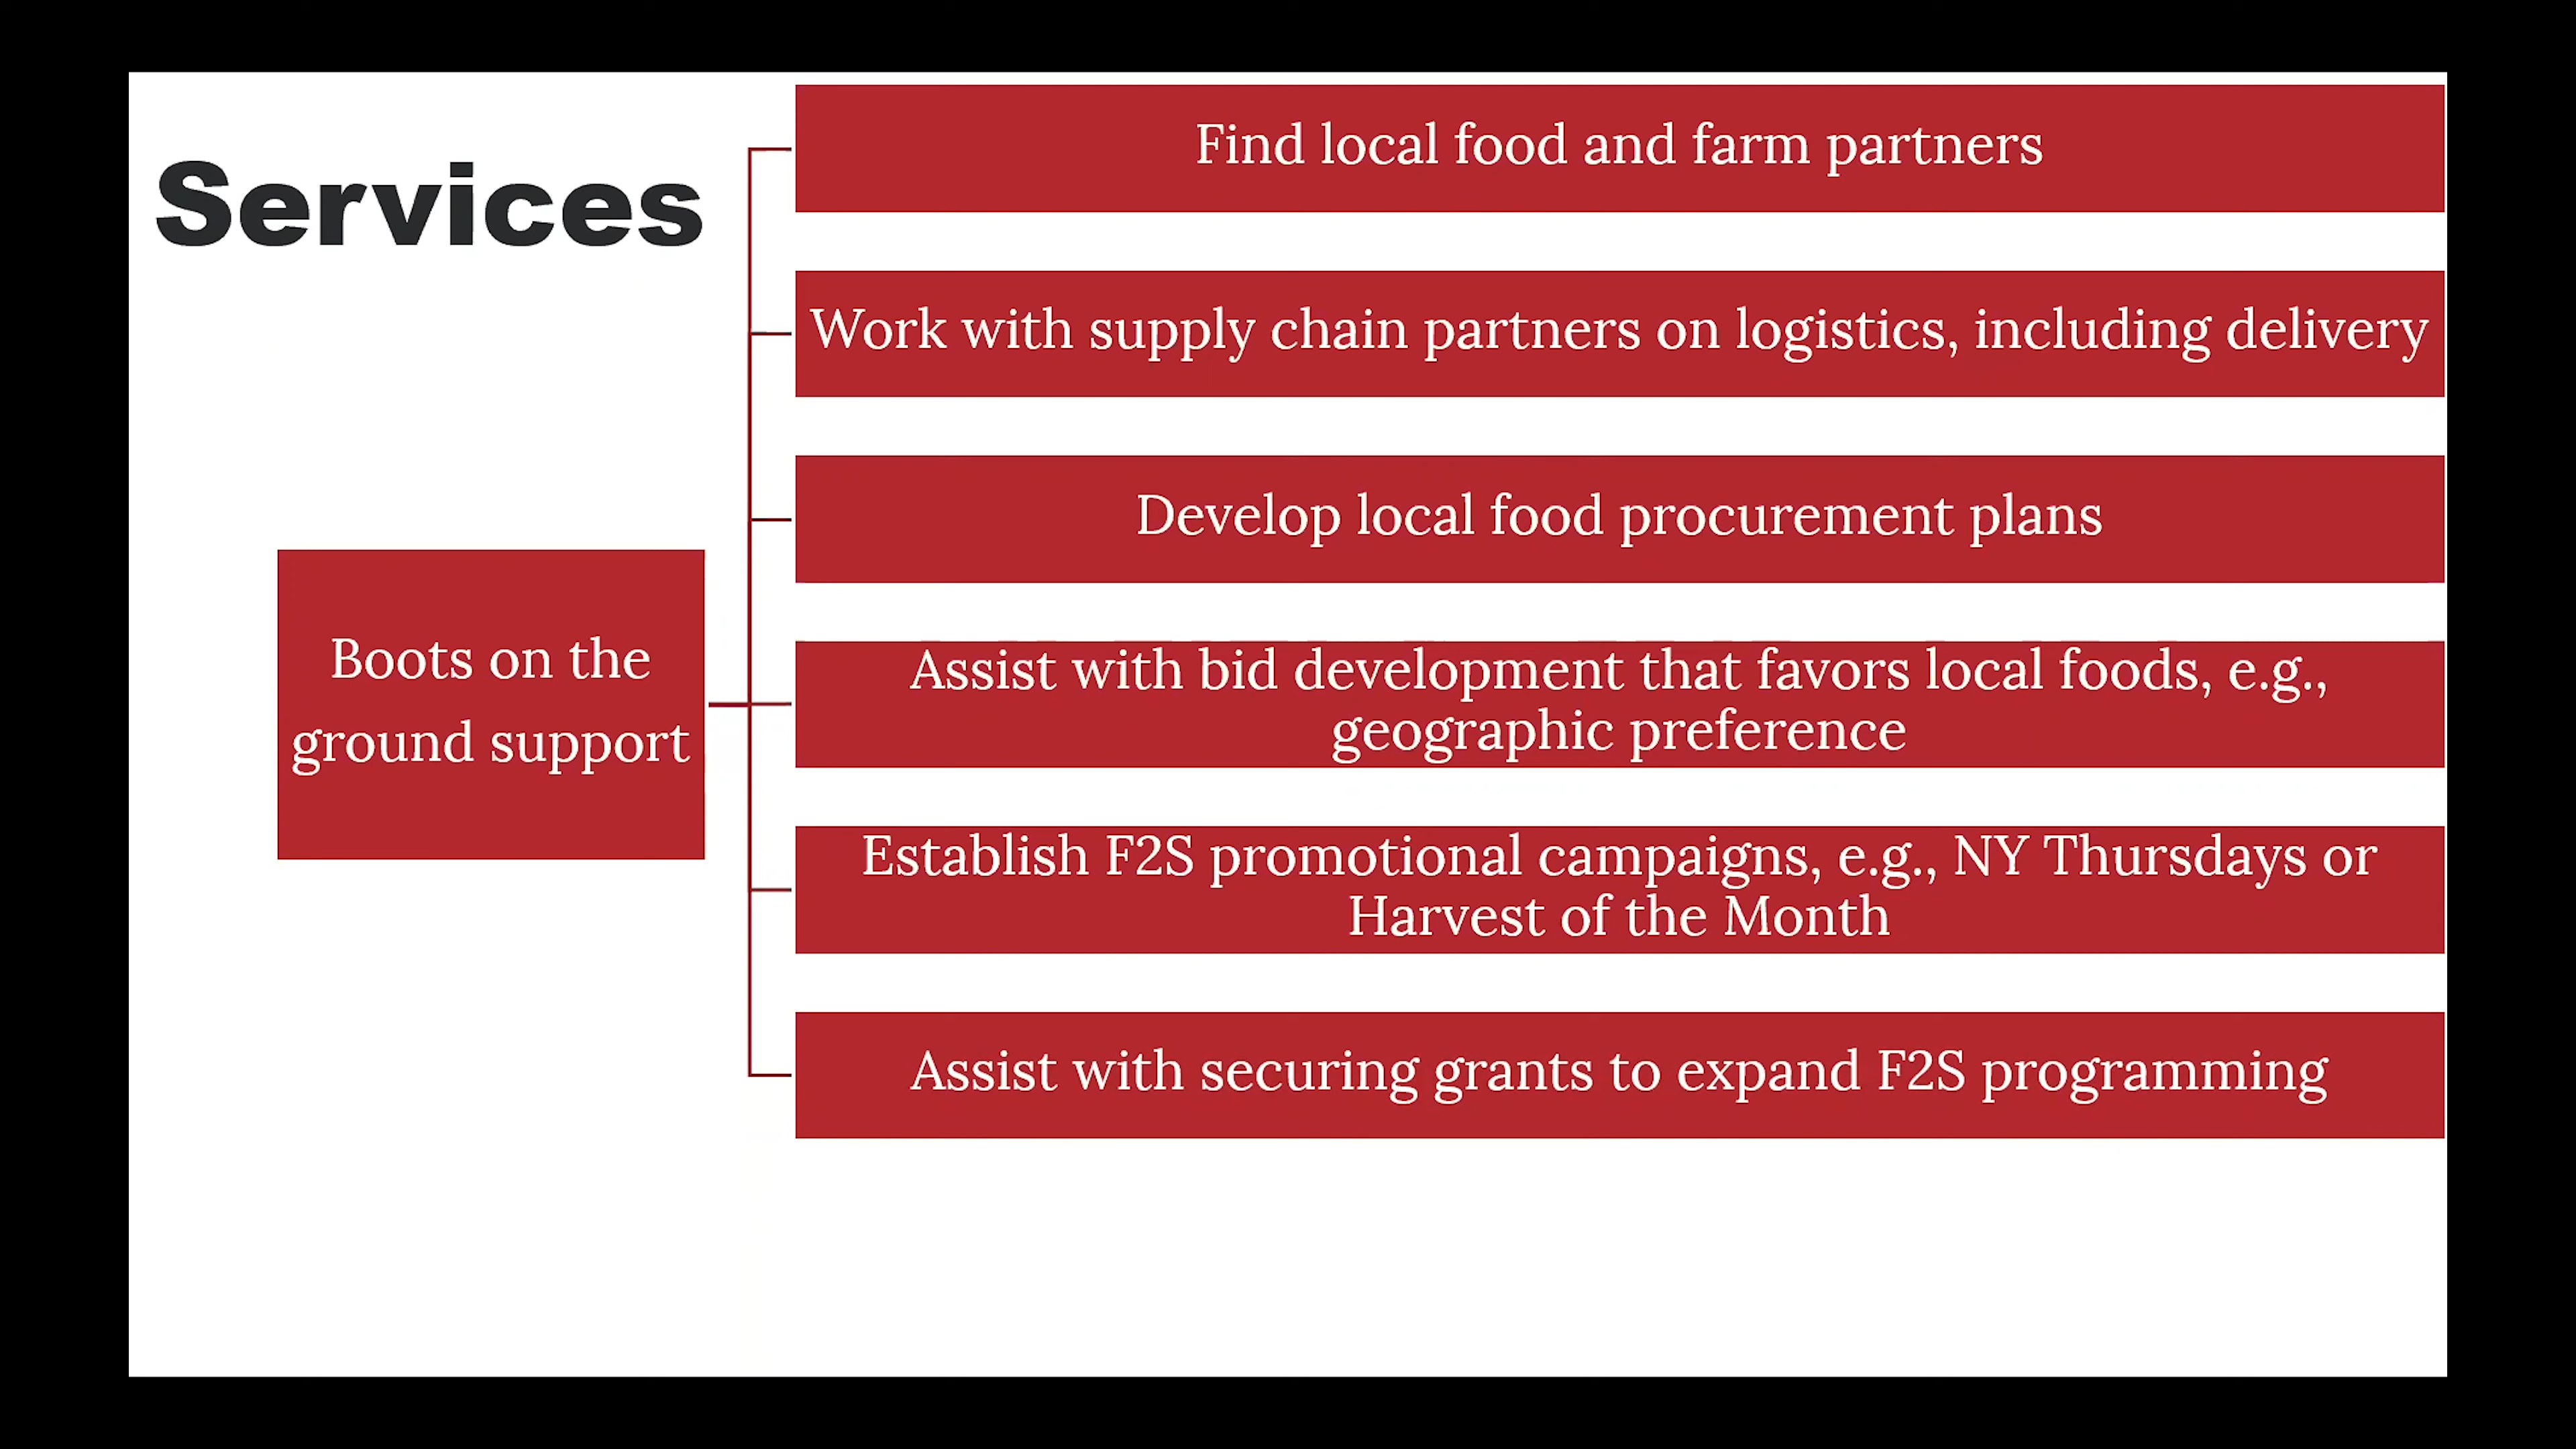 Services
Boots on the
ground support
Find local food and farm partners
Work with supply chain partners on logistics, including delivery
Develop local food procurement plans
Assist with bid development that favors local foods, e.g.,
geographic preference
Establish F2S promotional campaigns, e.g., NY Thursdays or
Harvest of the Month
Assist with securing grants to expand F2S programming